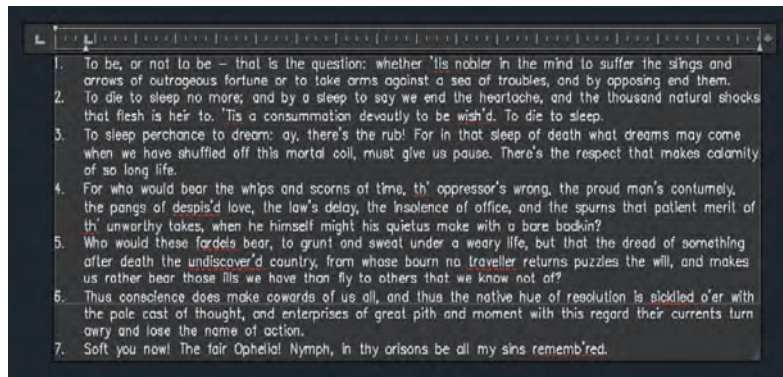 1. To be, or not to be – that is the question: whether 'tis nobler in the mind to suffer the slings and
arrows of outrageous fortune or to take arms against a sea of troubles, and by opposing end them.
2. To die to sleep no more; and by a sleep to say we end the heartache, and the thousand natural shocks
that flesh is heir to. 'Tis a consummation devoutly to be wish'd. To die to sleep.
3. To sleep perchance to dream: ay, there's the rub! For in that sleep of death what dreams may come
when we have shuffled off this mortal coil, must give us pause. There's the respect that makes calamity
of so long life.
4. For who would bear the whips and scorns of time, th' oppressor's wrong, the proud man's contumely,
the pangs of despis'd love, the law's delay, the insolence of office, and the spurns that patient merit of
th' unworthy takes, when he himself might his quietus make with a bare bodkin?
5. Who would these fardels bear, to grunt and sweat under a weary life, but that the dread of something
after death the undiscover'd country, from whose bourn no traveller returns puzzles the will, and makes
us rather bear those ills we have than fly to others that we know not of?
6. Thus conscience does make cowards of us all, and thus the native hue of resolution is sicklied o'er with
the pale cast of thought, and enterprises of great pith and moment with this regard their currents turn
awry and lose the name of action.
7. Soft you now! The fair Ophelia! Nymph, in thy orisons be all my sins rememb'red.